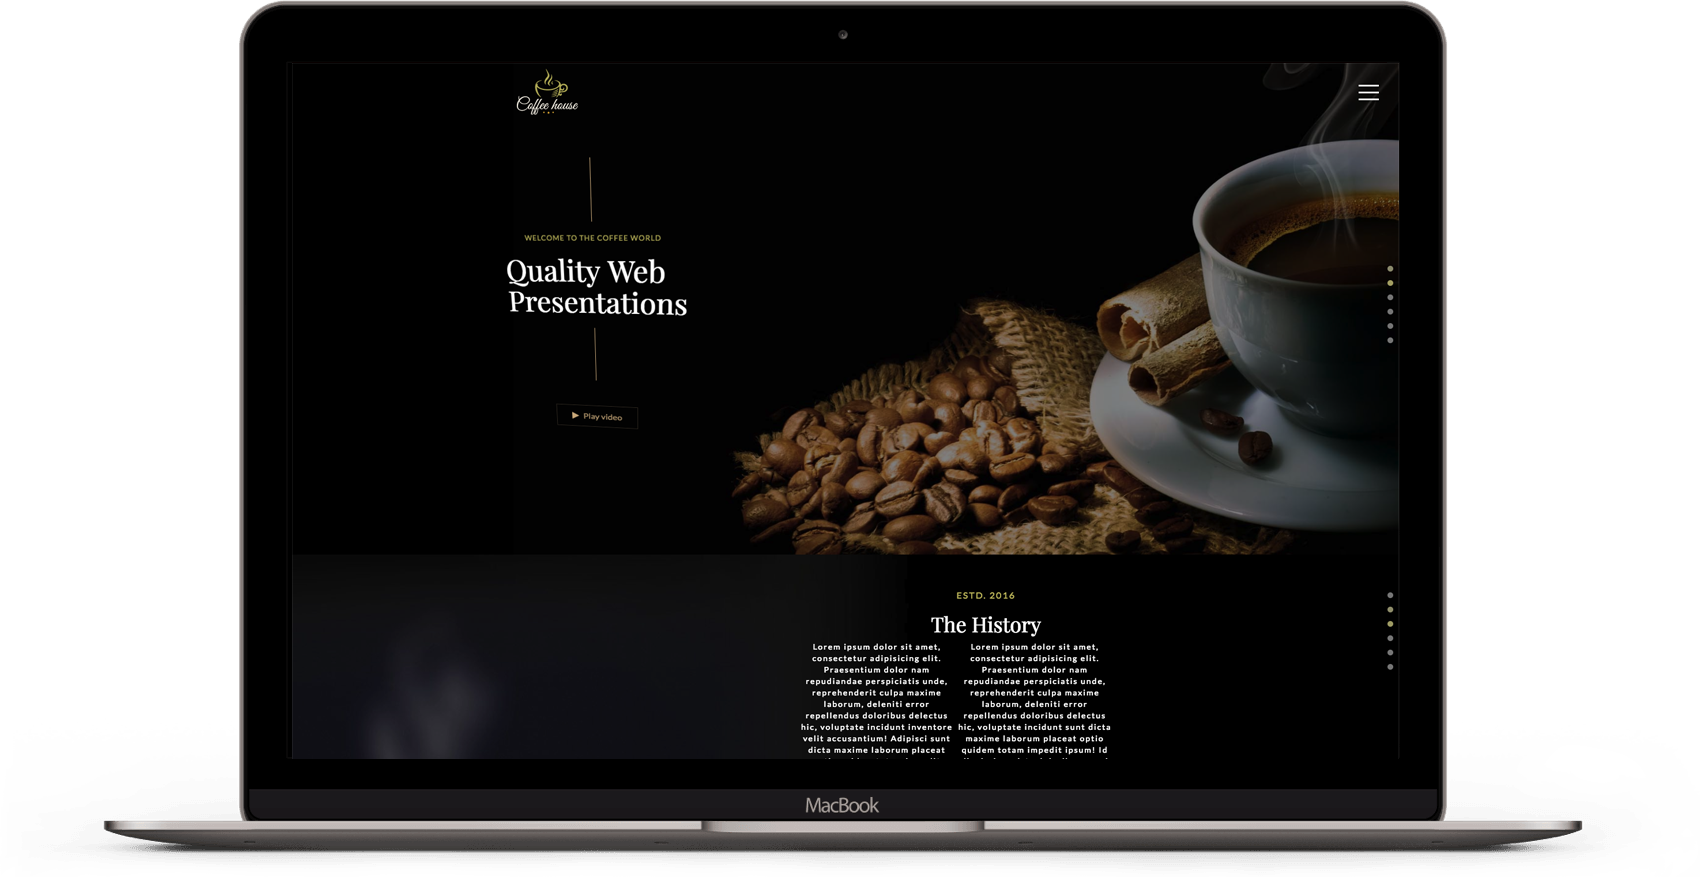 Coffee house
WELCOME TO THE COFFEE WORLD
Quality Web
Presentations
Play video
ESTD. 2016
The History
Lorem ipsum dolor sit amet,
consectetur adipisicing elit.
Praesentium dolor nam
repudiandae perspiciatis unde,
reprehenderit culpa maxime
laborum, deleniti error
repellendus doloribus delectus
hic, voluptate incidunt inventore
velit accusantium! Adipisci sunt
dicta maxime laborum placeat
Lorem ipsum dolor sit amet,
consectetur adipisicing elit.
Praesentium dolor nam
repudiandae perspiciatis unde,
reprehenderit culpa maxime
laborum, deleniti error
repellendus doloribus delectus
hic, voluptate incidunt sunt dicta
maxime laborum placeat optio
quidem totam impedit ipsum! Id
MacBook